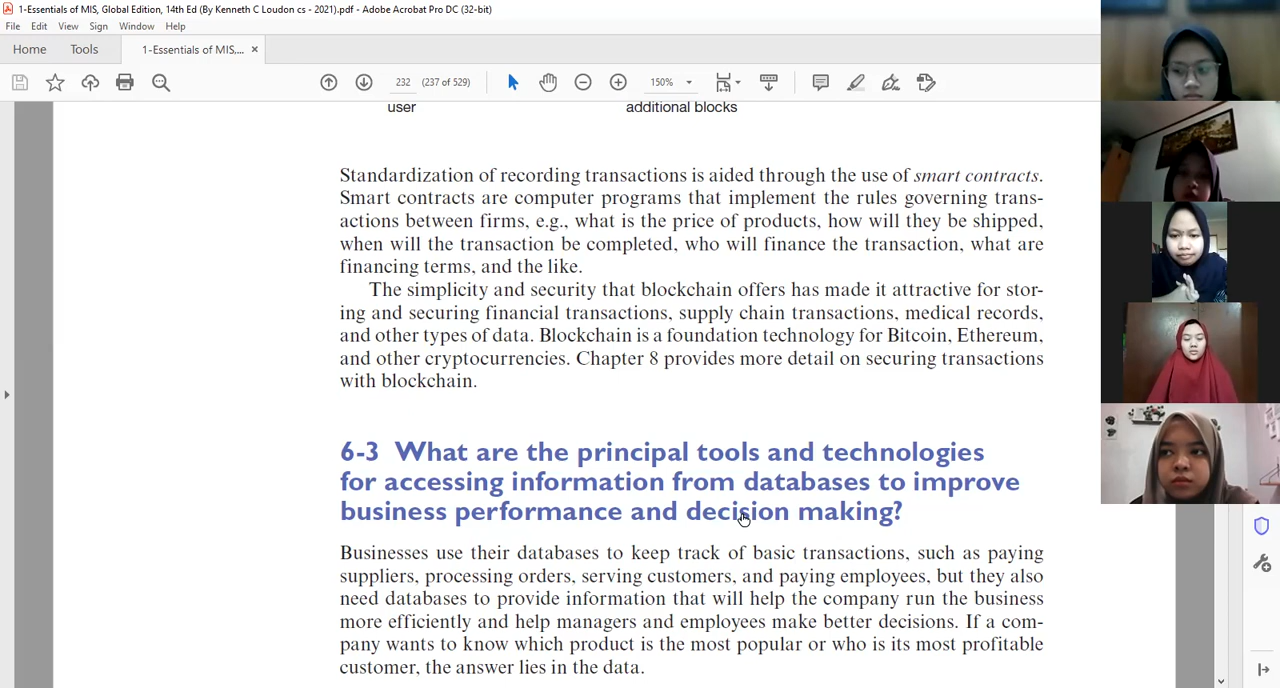 1-Essentials of MIS, Global Edition, 14th Ed (By Kenneth C Loudon cs - 2021).pdf - Adobe Acrobat Pro DC (32-bit)
File Edit View Sign Window Help
Home Tools 1-Essentials of MIS,... ×
232 (237 of 529) 150%
user additional blocks
Standardization of recording transactions is aided through the use of smart contracts.
Smart contracts are computer programs that implement the rules governing trans-
actions between firms, e.g., what is the price of products, how will they be shipped,
when will the transaction be completed, who will finance the transaction, what are
financing terms, and the like.
The simplicity and security that blockchain offers has made it attractive for stor-
ing and securing financial transactions, supply chain transactions, medical records,
and other types of data. Blockchain is a foundation technology for Bitcoin, Ethereum,
and other cryptocurrencies. Chapter 8 provides more detail on securing transactions
with blockchain.
6-3 What are the principal tools and technologies
for accessing information from databases to improve
business performance and decision making?
Businesses use their databases to keep track of basic transactions, such as paying
suppliers, processing orders, serving customers, and paying employees, but they also
need databases to provide information that will help the company run the business
more efficiently and help managers and employees make better decisions. If a com-
pany wants to know which product is the most popular or who is its most profitable
customer, the answer lies in the data.